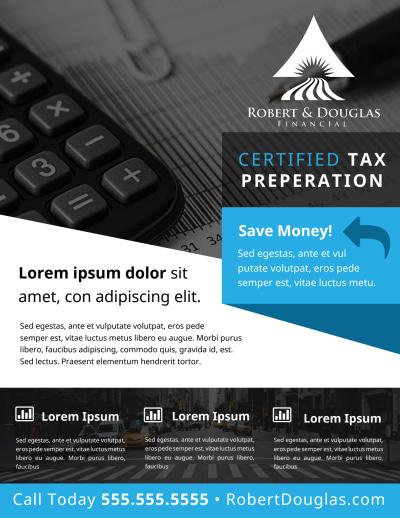 ROBERT & DOUGLAS
FINANCIAL
CERTIFIED TAX
PREPERATION
Save Money!
Sed egestas, ante et vul
putate volutpat, eros pede
semper est, vitae luctus metu.
Lorem ipsum dolor sit
amet, con adipiscing elit.
Sed egestas, ante et vulputate volutpat, eros pede
semper est, vitae luctus metus libero eu augue. Morbi purus
libero, faucibus adipiscing, commodo quis, gravida id, est.
Sed lectus. Praesent elementum hendrerit tortor.
Lorem Ipsum
Sed egestas, ante et vulputate volutpat,
eros pede semper est, vitae luctus metus
libero eu augue. Morbi purus libero,
faucibus
Lorem Ipsum
Sed egestas, ante et vulputate volutpat,
eros pede semper est, vitae luctus metus
libero eu augue. Morbi purus libero,
faucibus
Lorem Ipsum
Sed egestas, ante et vulputate volutpat,
eros pede semper est, vitae luctus metus
libero eu augue. Morbi purus libero,
faucibus
Call Today 555.555.5555 • RobertDouglas.com